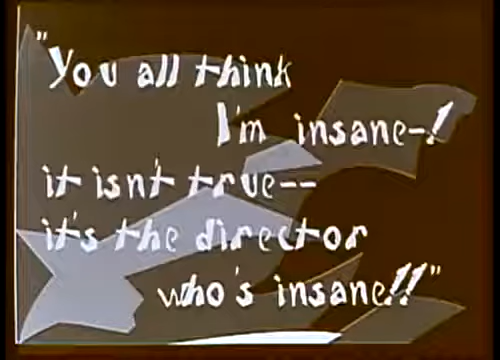 "You all think
I'm insane-!
it isn't true--
it's the director
who's insane!!"